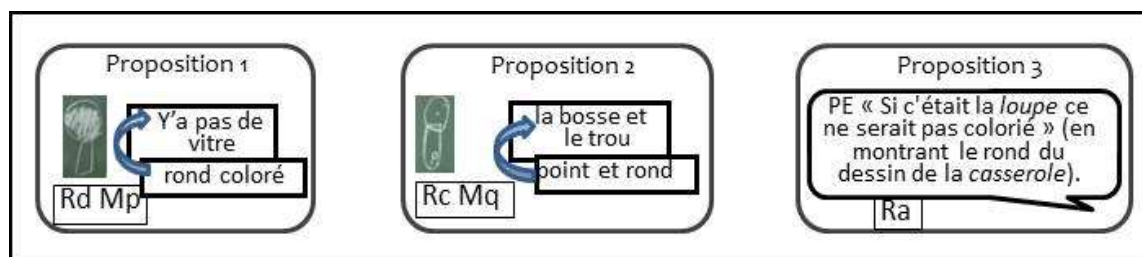 Proposition 1
Y'a pas de
vitre
rond coloré
Rd Mp
Proposition 2
la bosse et
le trou
point et rond
Rc Mq
Proposition 3
PE « Si c'était la loupe ce
ne serait pas colorié » (en
montrant le rond du
dessin de la casserole).
Ra